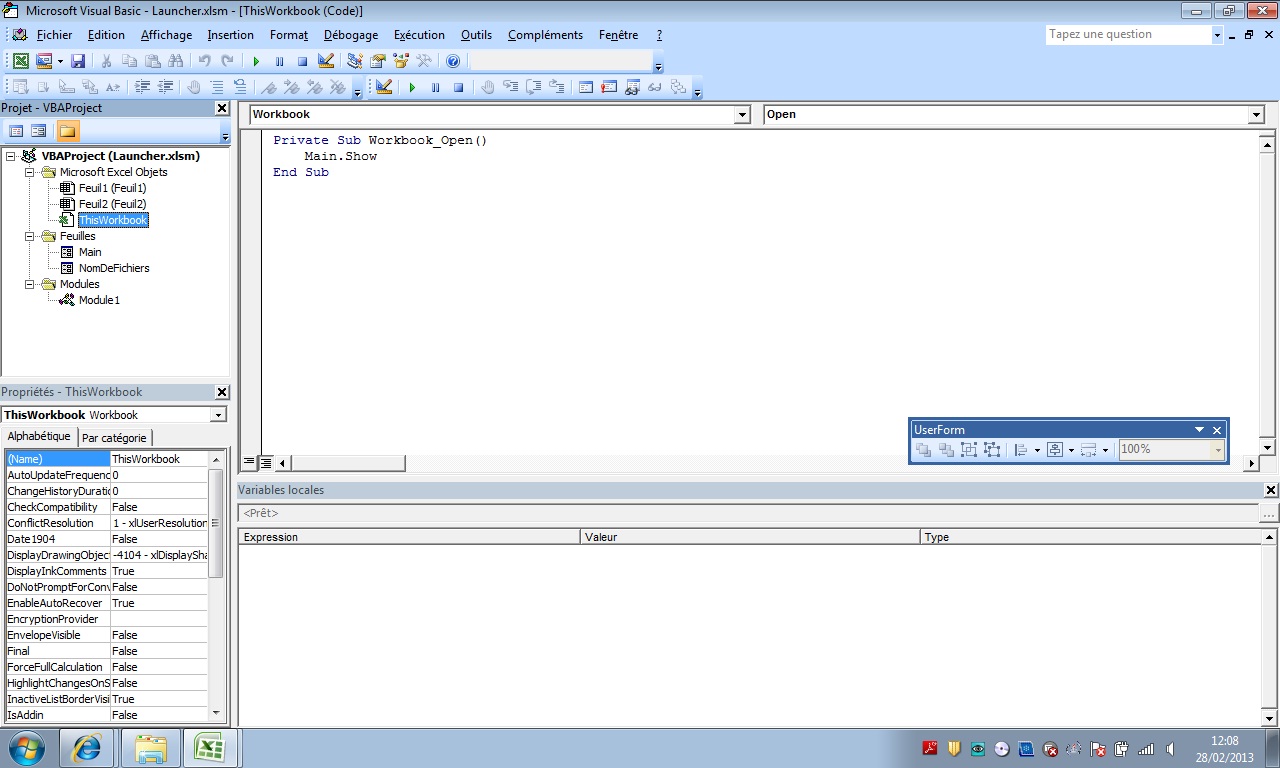 Microsoft Visual Basic - Launcher.xlsm - [ThisWorkbook (Code)]
Fichier Edition Affichage Insertion Format Débogage Exécution Outils Compléments Fenêtre ?
Tapez une question
Projet - VBAProject
VBAProject (Launcher.xlsm)
Microsoft Excel Objets
Feuil1 (Feuil1)
Feuil2 (Feuil2)
ThisWorkbook
Feuilles
Main
NomDeFichiers
Modules
Module1
Propriétés - ThisWorkbook
ThisWorkbook Workbook
Alphabétique Par catégorie
(Name) ThisWorkbook
AutoUpdateFrequenc 0
ChangeHistoryDuratic 0
CheckCompatibility False
ConflictResolution 1 - xlUserResolution
Date1904 False
DisplayDrawingObject -4104 - xlDisplaySha
DisplayInkComments True
DoNotPromptForConv False
EnableAutoRecover True
EncryptionProvider
EnvelopeVisible False
Final False
ForceFullCalculation False
HighlightChangesOnS False
InactiveListBorderVisi True
IsAddin False
Workbook Open
Private Sub Workbook_Open()
Main.Show
End Sub
UserForm
100%
Variables locales
<Prêt>
...
Expression Valeur Type
12:08
28/02/2013